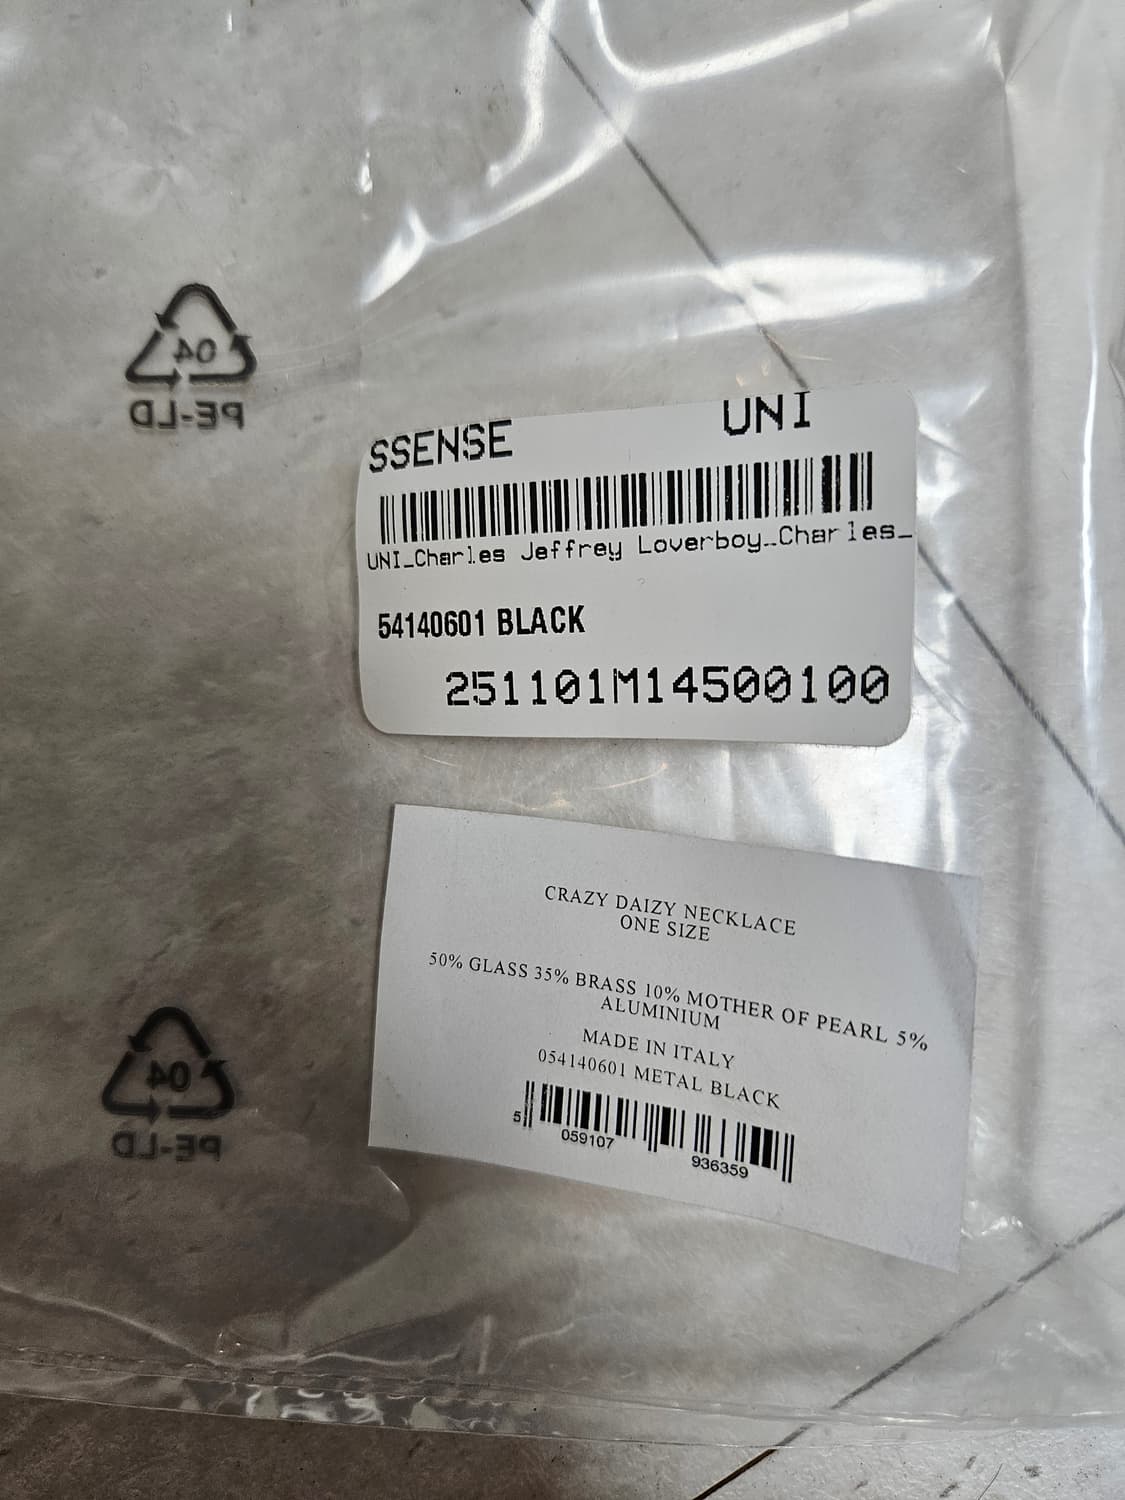 04
PE-LD
SSENSE UNI
UNI_Charles Jeffrey Loverboy_Charles_
54140601 BLACK
251101M14500100
CRAZY DAIZY NECKLACE
ONE SIZE
50% GLASS 35% BRASS 10% MOTHER OF PEARL 5%
ALUMINIUM
MADE IN ITALY
054140601 METAL BLACK
5 059107 936359
04
PE-LD